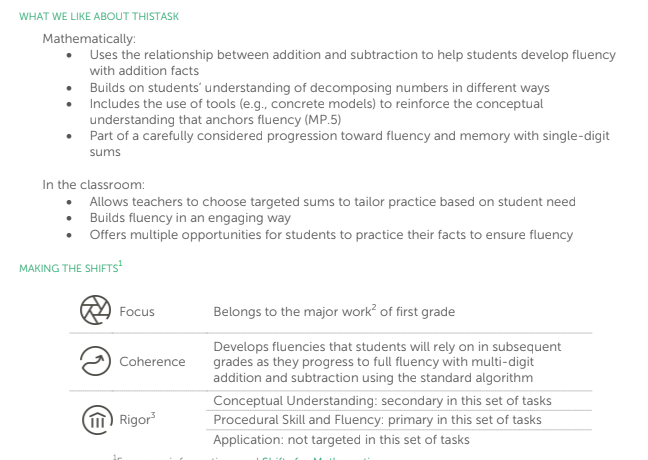 WHAT WE LIKE ABOUT THISTASK
Mathematically:
• Uses the relationship between addition and subtraction to help students develop fluency
with addition facts
• Builds on students’ understanding of decomposing numbers in different ways
• Includes the use of tools (e.g., concrete models) to reinforce the conceptual
understanding that anchors fluency (MP.5)
• Part of a carefully considered progression toward fluency and memory with single-digit
sums
In the classroom:
• Allows teachers to choose targeted sums to tailor practice based on student need
• Builds fluency in an engaging way
• Offers multiple opportunities for students to practice their facts to ensure fluency
MAKING THE SHIFTS1
Focus Belongs to the major work2 of first grade
Develops fluencies that students will rely on in subsequent
Coherence grades as they progress to full fluency with multi-digit
addition and subtraction using the standard algorithm
Conceptual Understanding: secondary in this set of tasks
Rigor3 Procedural Skill and Fluency: primary in this set of tasks
Application: not targeted in this set of tasks